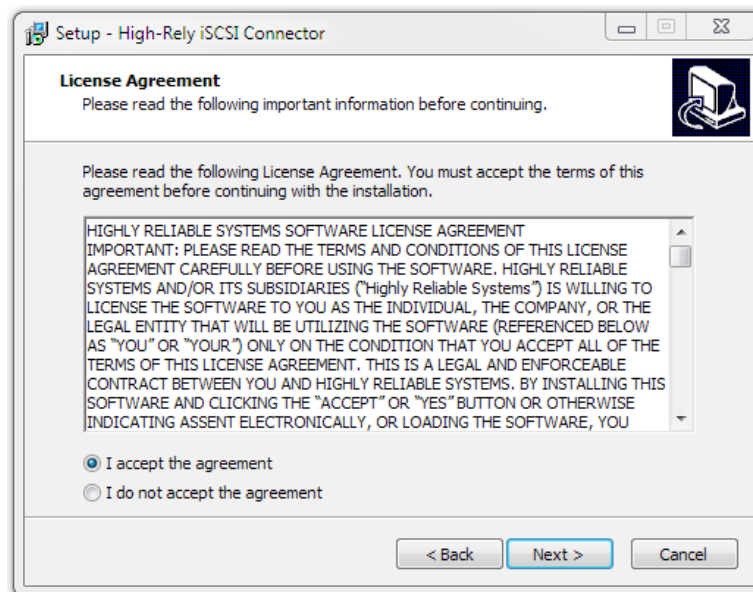 Setup - High-Rely iSCSI Connector
License Agreement
Please read the following important information before continuing.
Please read the following License Agreement. You must accept the terms of this
agreement before continuing with the installation.
HIGHLY RELIABLE SYSTEMS SOFTWARE LICENSE AGREEMENT
IMPORTANT: PLEASE READ THE TERMS AND CONDITIONS OF THIS LICENSE
AGREEMENT CAREFULLY BEFORE USING THE SOFTWARE. HIGHLY RELIABLE
SYSTEMS AND/OR ITS SUBSIDIARIES ("Highly Reliable Systems") IS WILLING TO
LICENSE THE SOFTWARE TO YOU AS THE INDIVIDUAL, THE COMPANY, OR THE
LEGAL ENTITY THAT WILL BE UTILIZING THE SOFTWARE (REFERENCED BELOW
AS "YOU" OR "YOUR") ONLY ON THE CONDITION THAT YOU ACCEPT ALL OF THE
TERMS OF THIS LICENSE AGREEMENT. THIS IS A LEGAL AND ENFORCEABLE
CONTRACT BETWEEN YOU AND HIGHLY RELIABLE SYSTEMS. BY INSTALLING THIS
SOFTWARE AND CLICKING THE "ACCEPT" OR "YES" BUTTON OR OTHERWISE
INDICATING ASSENT ELECTRONICALLY, OR LOADING THE SOFTWARE, YOU
I accept the agreement
I do not accept the agreement
< Back
Next >
Cancel